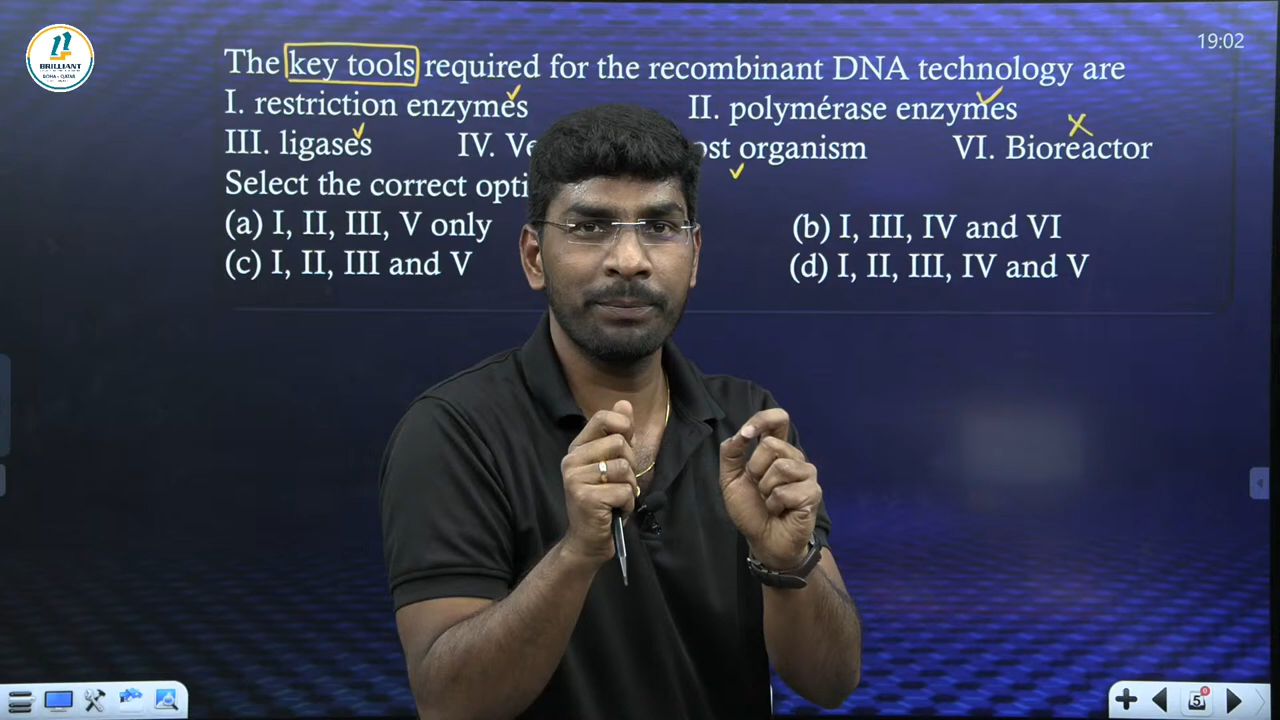 BRILLIANT
DOHA - QATAR
19:02
The key tools required for the recombinant DNA technology are
I. restriction enzymes II. polymérase enzymes
III. ligases IV. Ve ost organism VI. Bioreactor
Select the correct opti
(a) I, II, III, V only (b) I, III, IV and VI
(c) I, II, III and V (d) I, II, III, IV and V
5